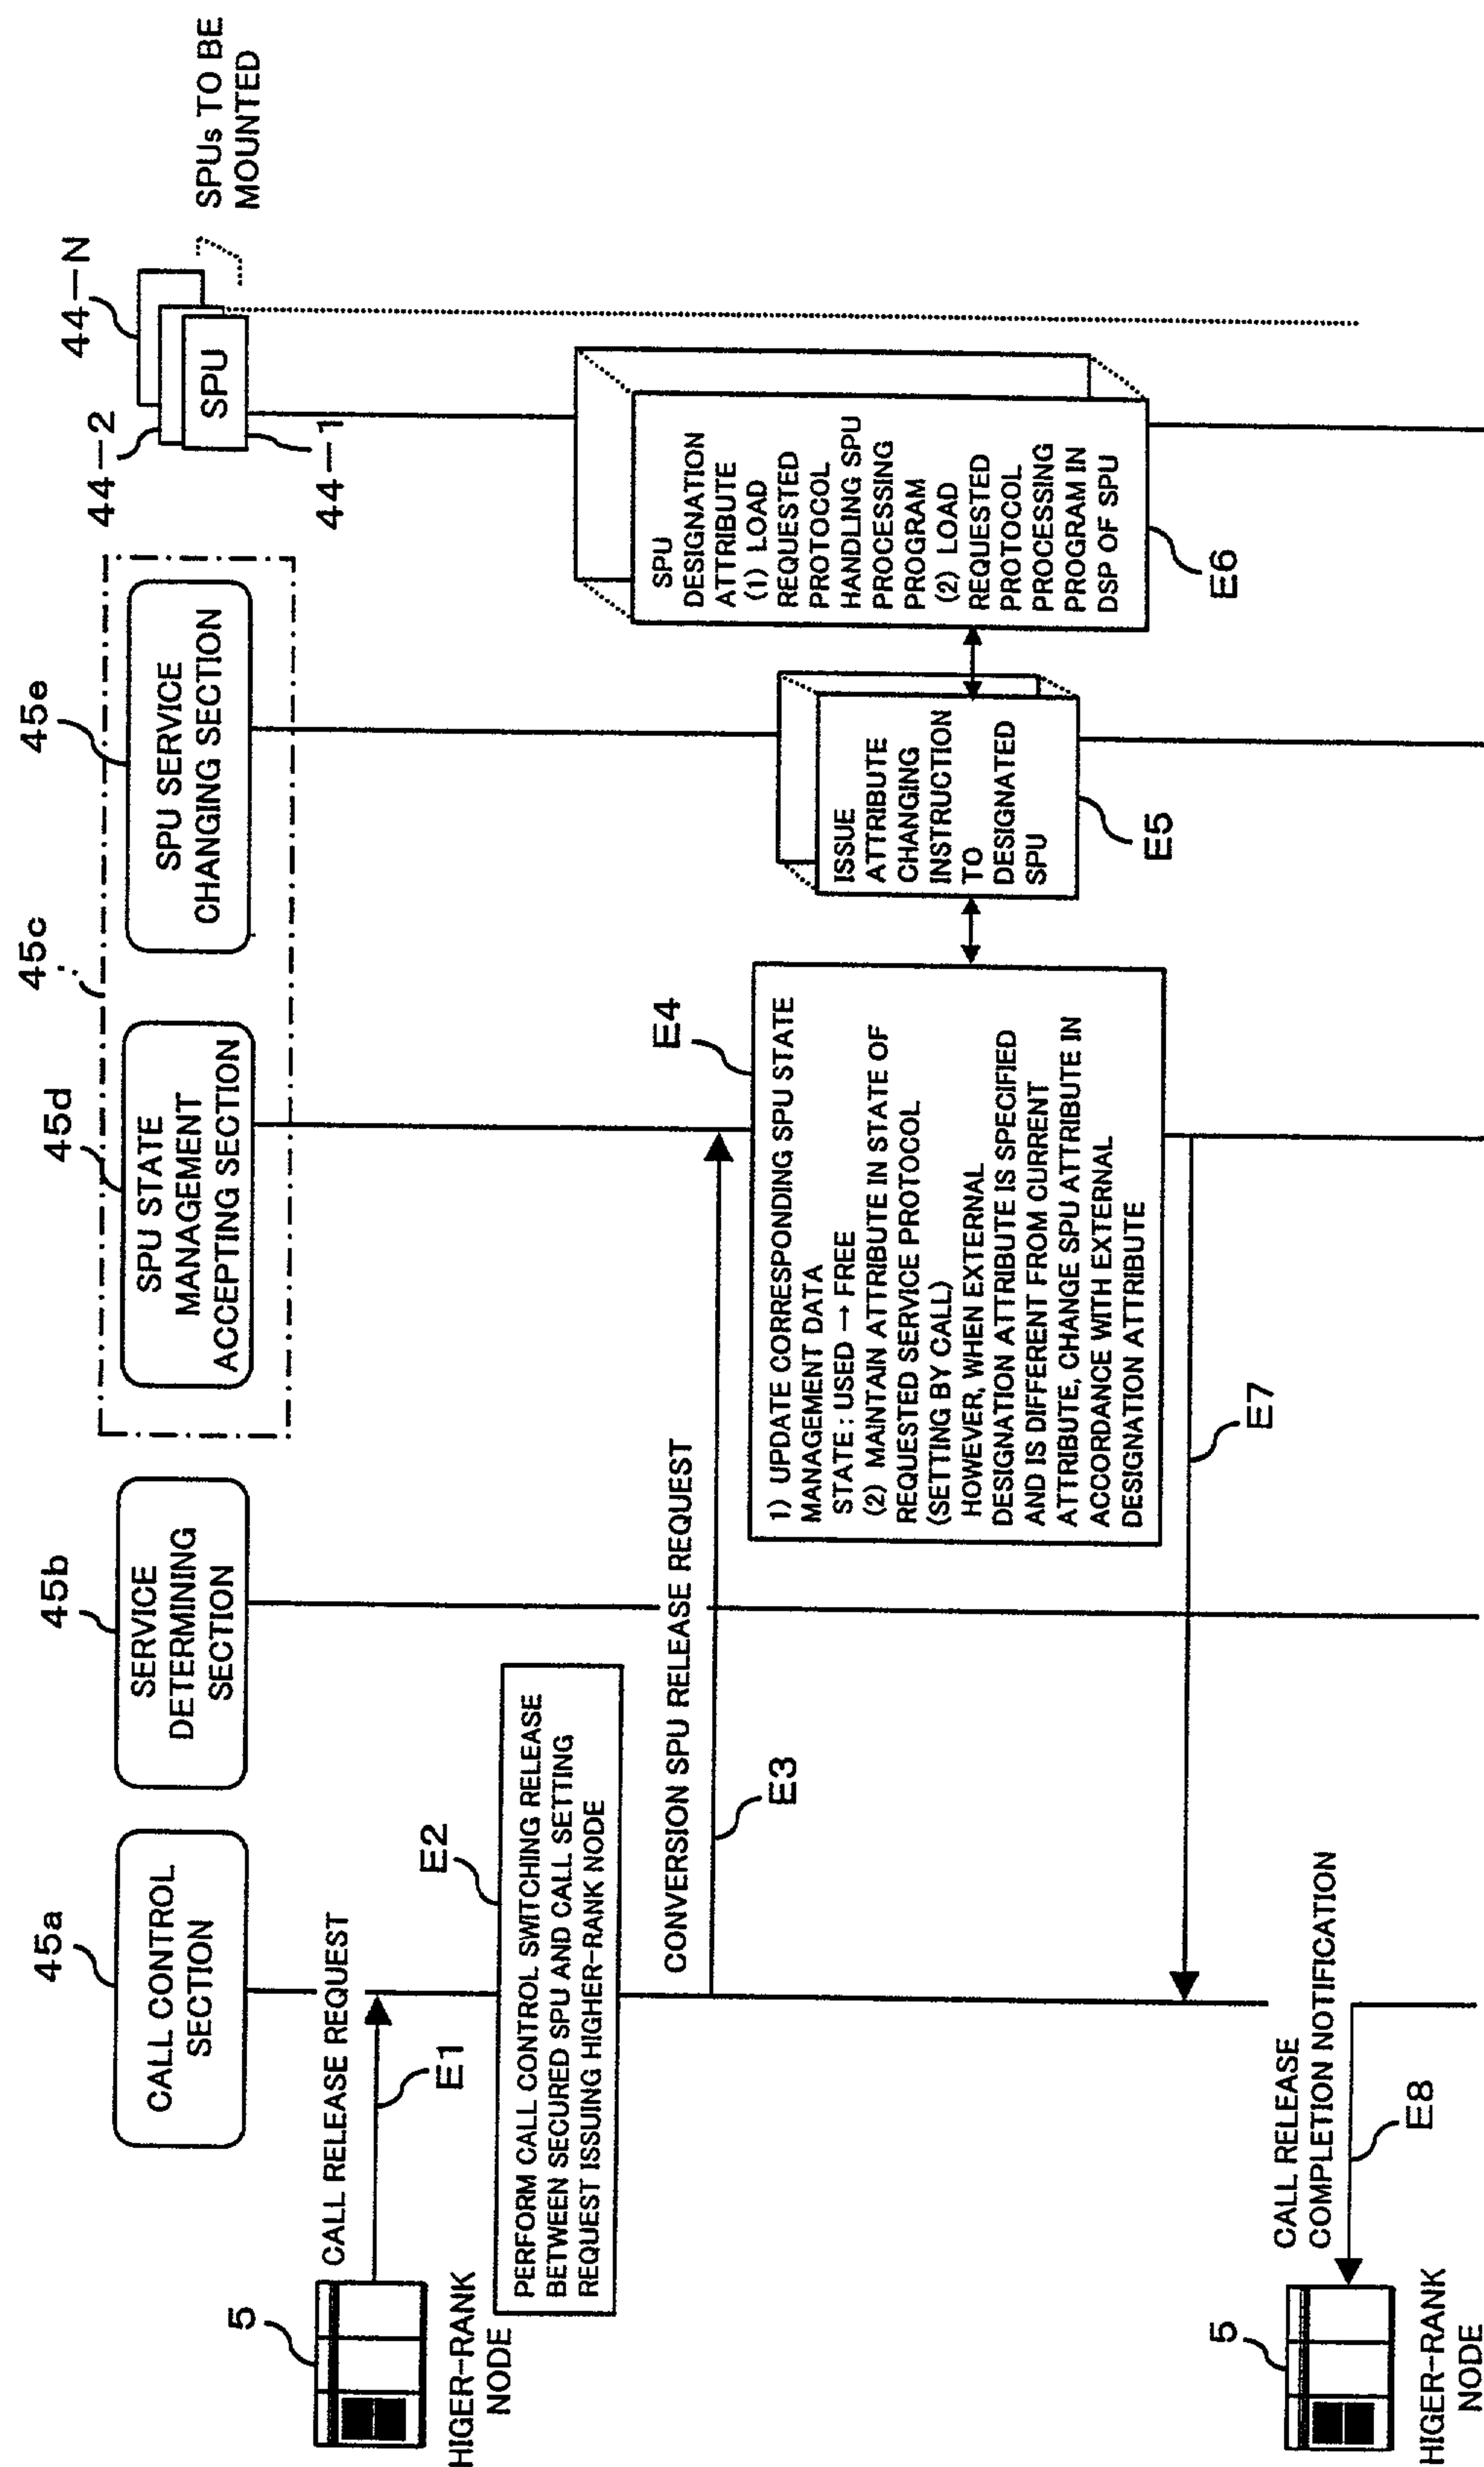 5
HIGER-RANK
NODE
CALL RELEASE REQUEST
E1
45a
CALL CONTROL
SECTION
45b
SERVICE
DETERMINING
SECTION
45c
45d
SPU STATE
MANAGEMENT
ACCEPTING SECTION
45e
SPU SERVICE
CHANGING SECTION
44-1
44-2
44-N
SPU
SPUs TO BE
MOUNTED
E2
PERFORM CALL CONTROL SWITCHING RELEASE
BETWEEN SECURED SPU AND CALL SETTING
REQUEST ISSUING HIGHER-RANK NODE
CONVERSION SPU RELEASE REQUEST
E3
E4
1) UPDATE CORRESPONDING SPU STATE
MANAGEMENT DATA
STATE : USED → FREE
(2) MAINTAIN ATTRIBUTE IN STATE OF
REQUESTED SERVICE PROTOCOL
(SETTING BY CALL)
HOWEVER, WHEN EXTERNAL
DESIGNATION ATTRIBUTE IS SPECIFIED
AND IS DIFFERENT FROM CURRENT
ATTRIBUTE, CHANGE SPU ATTRIBUTE IN
ACCORDANCE WITH EXTERNAL
DESIGNATION ATTRIBUTE
ISSUE
ATTRIBUTE
CHANGING
INSTRUCTION
TO
DESIGNATED
SPU
E5
SPU
DESIGNATION
ATTRIBUTE
(1) LOAD
REQUESTED
PROTOCOL
HANDLING SPU
PROCESSING
PROGRAM
(2) LOAD
REQUESTED
PROTOCOL
PROCESSING
PROGRAM IN
DSP OF SPU
E6
E7
CALL RELEASE
COMPLETION NOTIFICATION
E8
5
HIGER-RANK
NODE